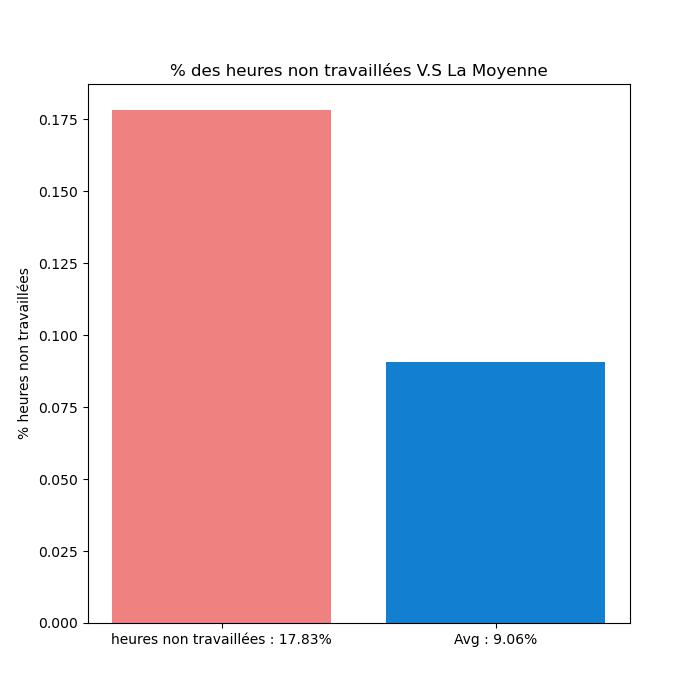 % des heures non travaillées V.S La Moyenne
% heures non travaillées
0.175
0.150
0.125
0.100
0.075
0.050
0.025
0.000
heures non travaillées : 17.83%
Avg : 9.06%